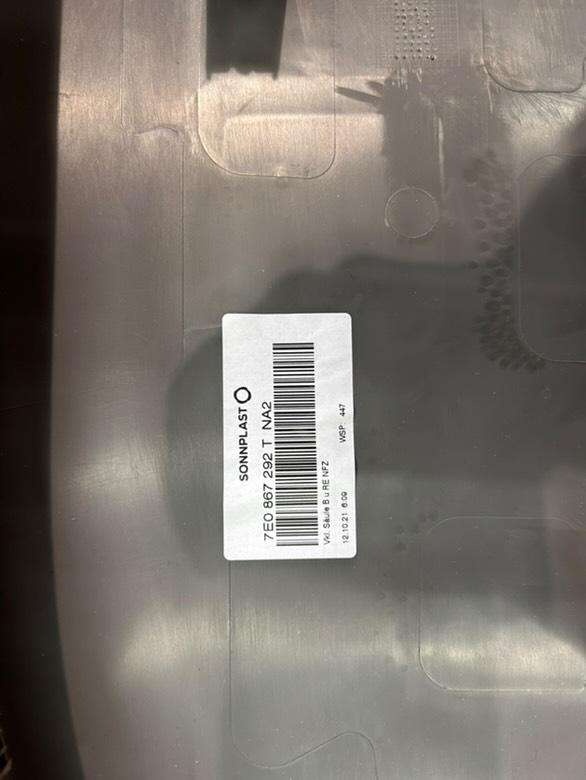 SONNPLAST
7E0 867 292 T NA2
Vkl. Säule B u RE NFZ
12.10.21 6:09 WSP 447